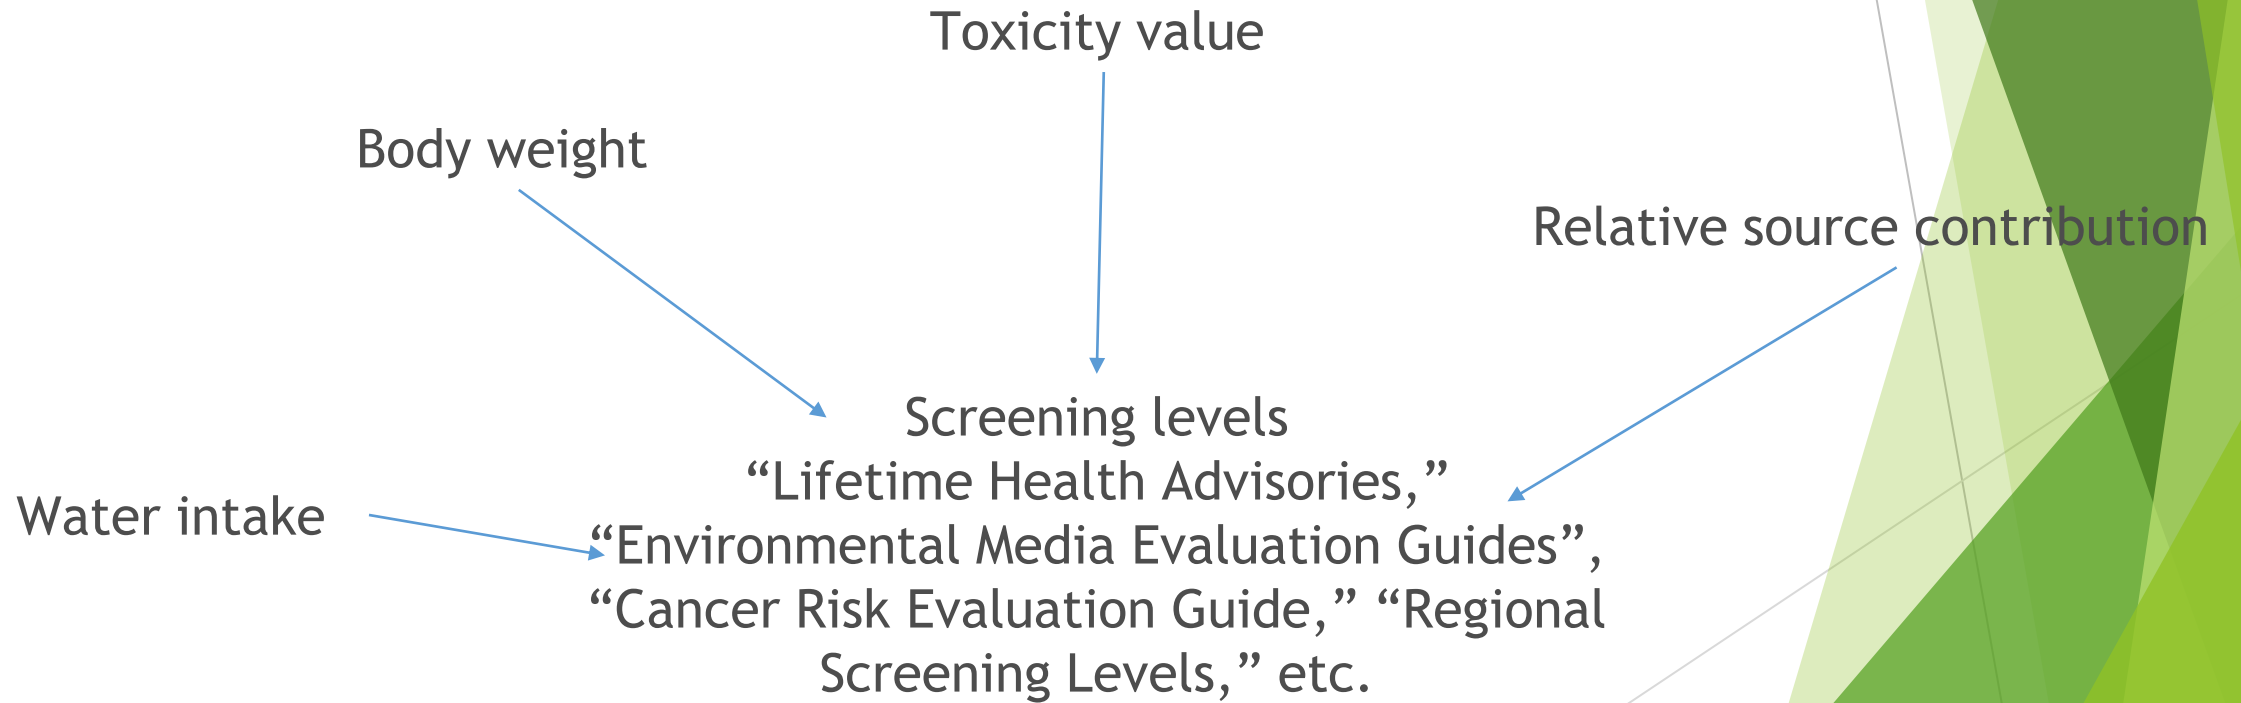 Toxicity value
Body weight
Relative source contribution
Water intake
Screening levels
“Lifetime Health Advisories,”
“Environmental Media Evaluation Guides”,
“Cancer Risk Evaluation Guide,” “Regional
Screening Levels,” etc.